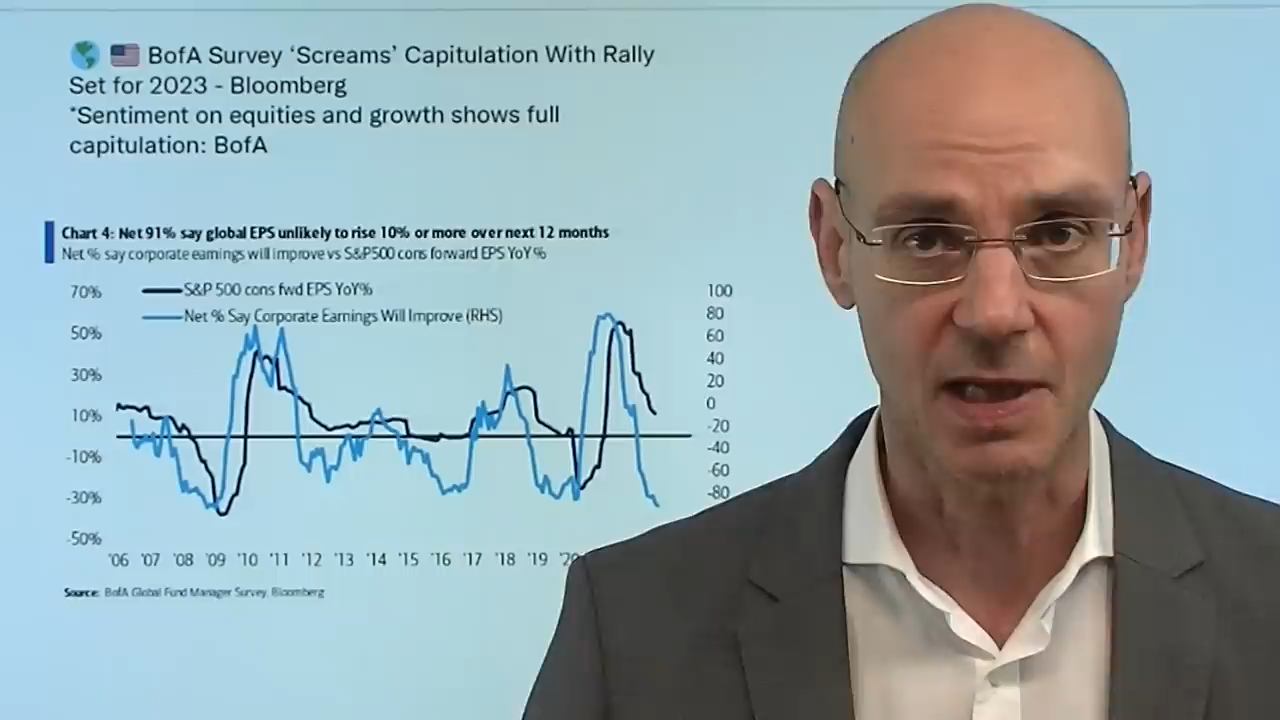 BofA Survey ‘Screams’ Capitulation With Rally
Set for 2023 - Bloomberg
*Sentiment on equities and growth shows full
capitulation: BofA
Chart 4: Net 91% say global EPS unlikely to rise 10% or more over next 12 months
Net % say corporate earnings will improve vs S&P500 cons forward EPS YoY%
S&P 500 cons fwd EPS YoY%
Net % Say Corporate Earnings Will Improve (RHS)
70%
50%
30%
10%
-10%
-30%
-50%
100
80
60
40
20
0
-20
-40
-60
-80
'06 '07 '08 '09 '10 '11 '12 '13 '14 '15 '16 '17 '18 '19 '20
Source: BofA Global Fund Manager Survey, Bloomberg